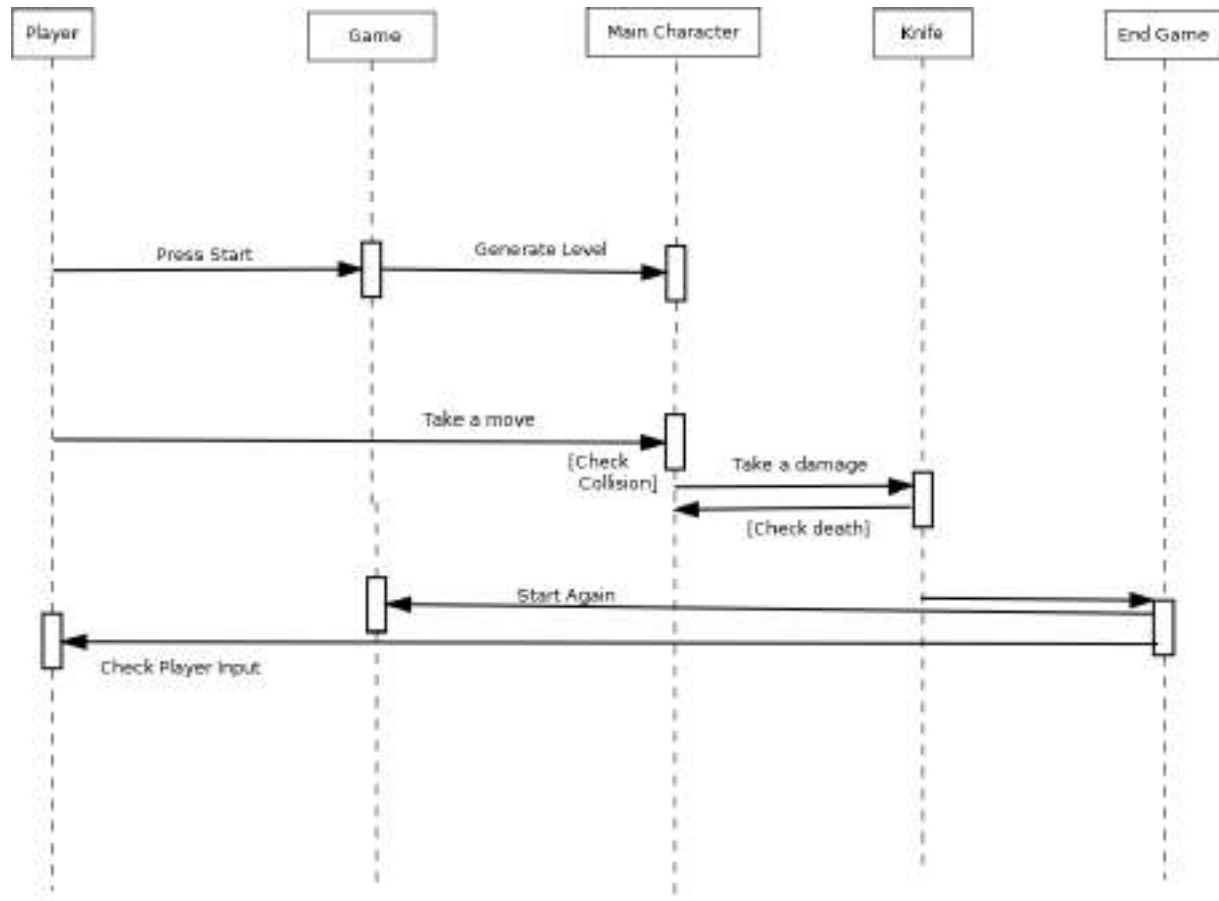 Player
Game
Main Character
Knife
End Game
Press Start
Generate Level
Take a move
[Check
Collision]
Take a damage
[Check death]
Start Again
Check Player Input